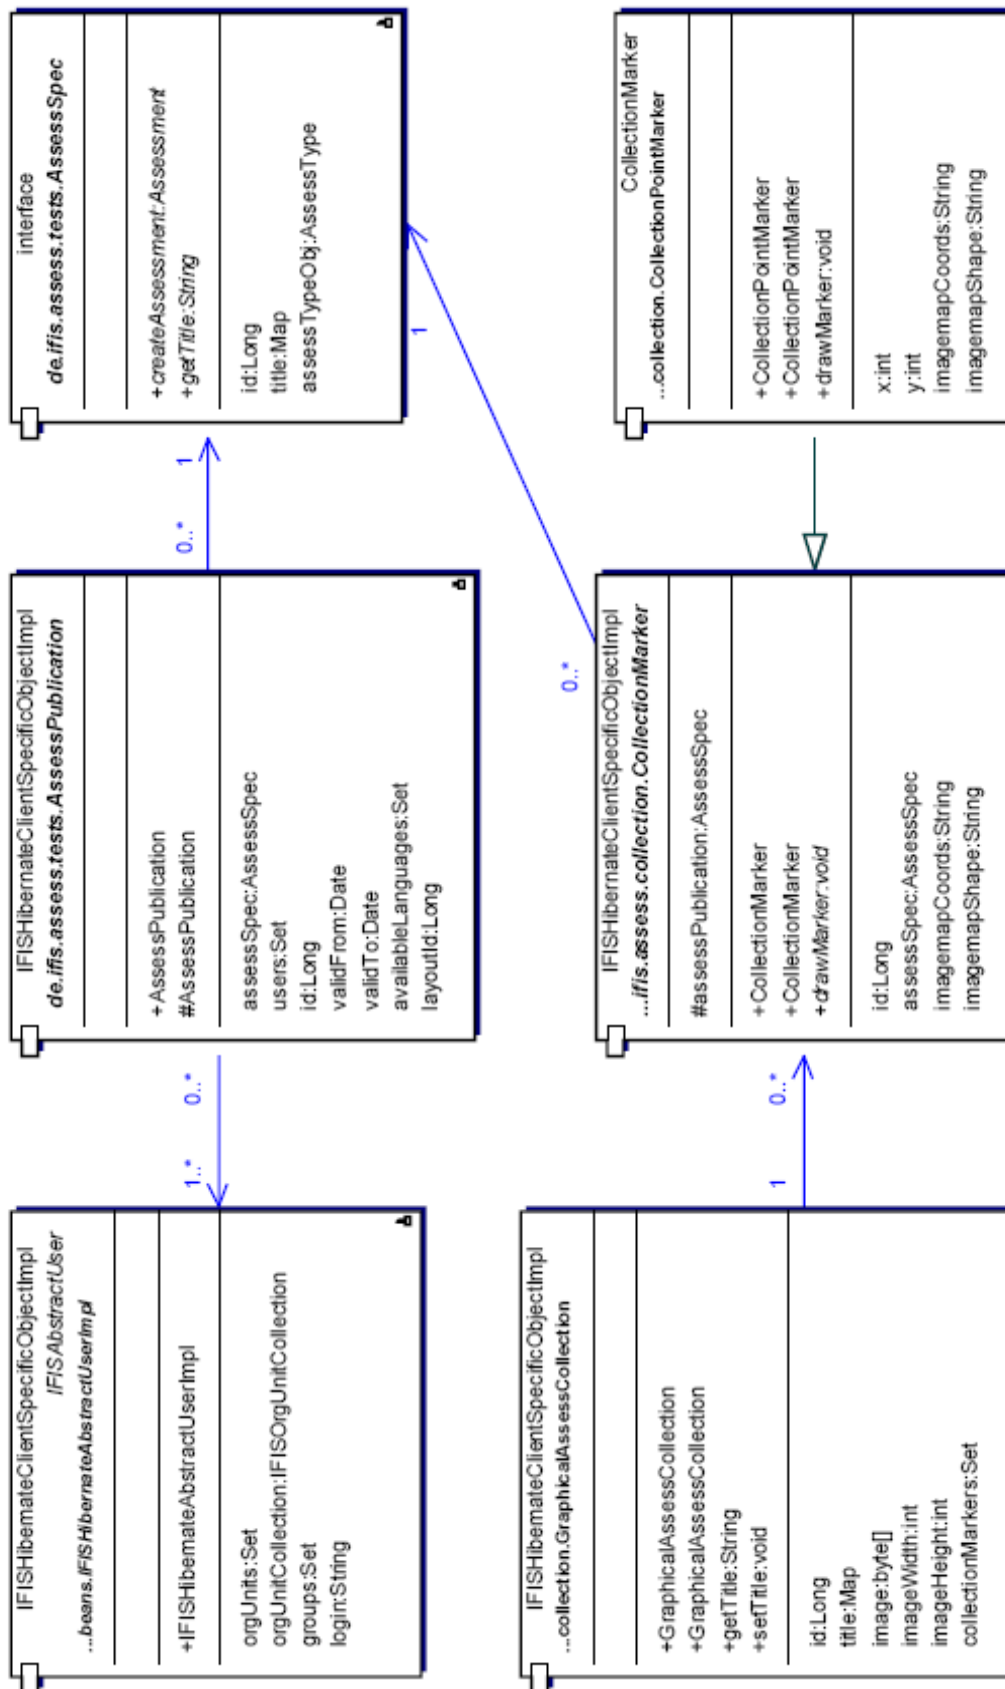 IFISHibernateClientSpecificObjectImpl
IFISAbstractUser
...beans.IFISHibernateAbstractUserImpl
+IFISHibernateAbstractUserImpl
orgUnits:Set
orgUnitCollection:IFISOrgUnitCollection
groups:Set
login:String
1..*
0..*
IFISHibernateClientSpecificObjectImpl
de.ifis.assess.tests.AssessPublication
+AssessPublication
#AssessPublication
assessSpec:AssessSpec
users:Set
id:Long
validFrom:Date
validTo:Date
availableLanguages:Set
layoutId:Long
0..*
1
interface
de.ifis.assess.tests.AssessSpec
+createAssessment:Assessment
+getTitle:String
id:Long
title:Map
assessTypeObj:AssessType
1
0..*
IFISHibernateClientSpecificObjectImpl
...collection.GraphicalAssessCollection
+GraphicalAssessCollection
+GraphicalAssessCollection
+getTitle:String
+setTitle:void
id:Long
title:Map
image:byte[]
imageWidth:int
imageHeight:int
collectionMarkers:Set
1
0..*
IFISHibernateClientSpecificObjectImpl
...ifis.assess.collection.CollectionMarker
#assessPublication:AssessSpec
+CollectionMarker
+CollectionMarker
+drawMarker:void
id:Long
assessSpec:AssessSpec
imagemapCoords:String
imagemapShape:String
CollectionMarker
...collection.CollectionPointMarker
+CollectionPointMarker
+CollectionPointMarker
+drawMarker:void
x:int
y:int
imagemapCoords:String
imagemapShape:String